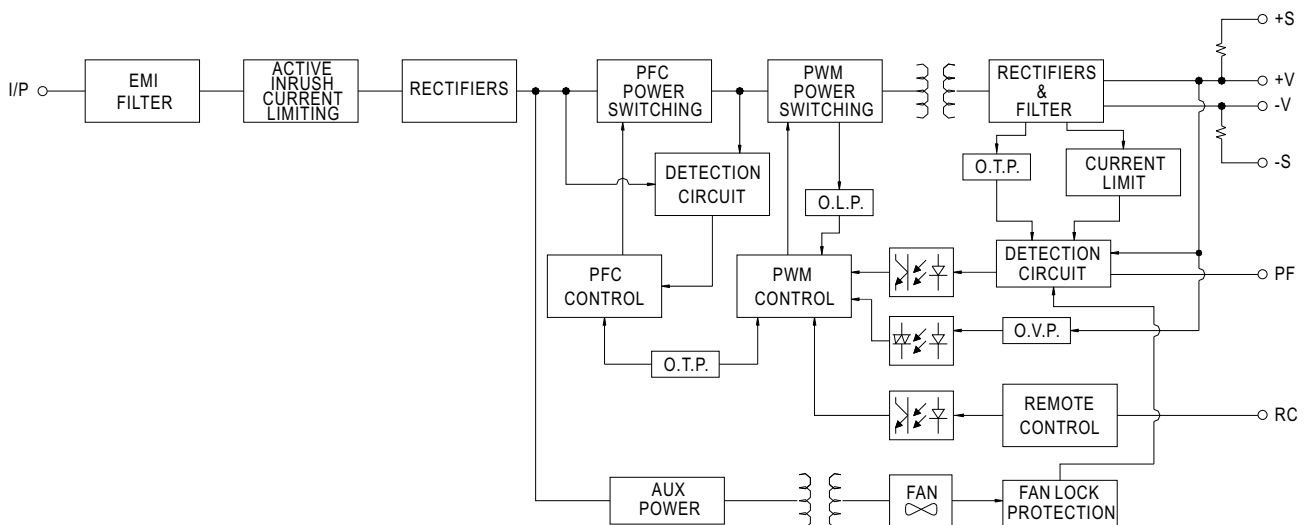 +S
I/P
EMI
FILTER
ACTIVE
INRUSH
CURRENT
LIMITING
RECTIFIERS
PFC
POWER
SWITCHING
PWM
POWER
SWITCHING
RECTIFIERS
&
FILTER
+V
-V
-S
DETECTION
CIRCUIT
O.L.P.
O.T.P.
CURRENT
LIMIT
PFC
CONTROL
PWM
CONTROL
DETECTION
CIRCUIT
PF
O.T.P.
O.V.P.
REMOTE
CONTROL
RC
AUX
POWER
FAN
FAN LOCK
PROTECTION